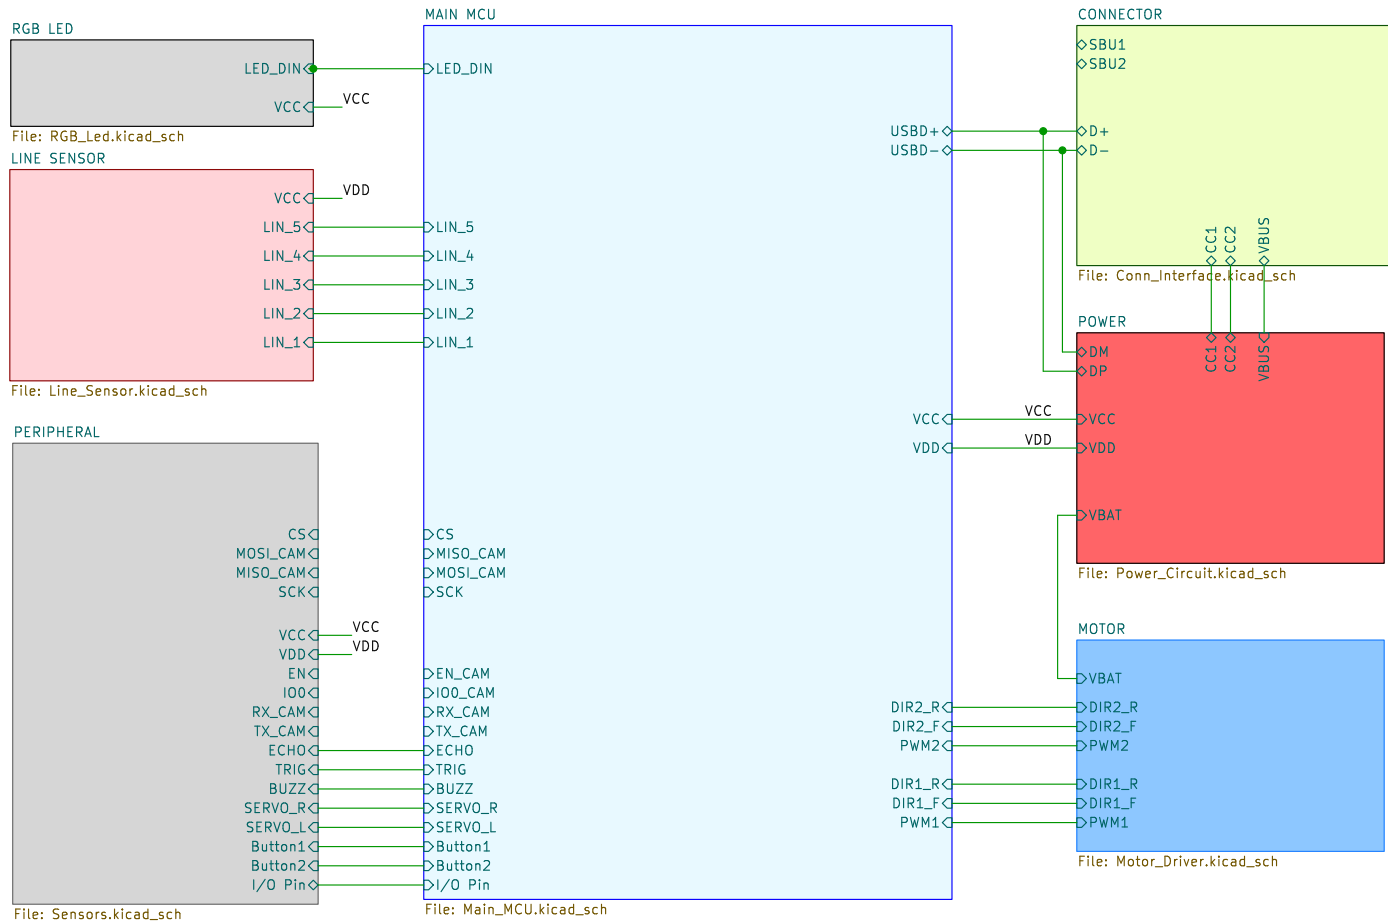 RGB LED
LED_DIN
VCC
VCC
File: RGB_Led.kicad_sch
LINE SENSOR
VCC
VDD
LIN_5
LIN_4
LIN_3
LIN_2
LIN_1
File: Line_Sensor.kicad_sch
PERIPHERAL
CS
MOSI_CAM
MISO_CAM
SCK
VCC
VCC
VDD
VDD
EN
IO0
RX_CAM
TX_CAM
ECHO
TRIG
BUZZ
SERVO_R
SERVO_L
Button1
Button2
I/O Pin
File: Sensors.kicad_sch
MAIN MCU
LED_DIN
LIN_5
LIN_4
LIN_3
LIN_2
LIN_1
CS
MISO_CAM
MOSI_CAM
SCK
EN_CAM
IO0_CAM
RX_CAM
TX_CAM
ECHO
TRIG
BUZZ
SERVO_R
SERVO_L
Button1
Button2
I/O Pin
USBD+
USBD-
VCC
VDD
DIR2_R
DIR2_F
PWM2
DIR1_R
DIR1_F
PWM1
File: Main_MCU.kicad_sch
VCC
VDD
CONNECTOR
SBU1
SBU2
D+
D-
CC1
CC2
VBUS
File: Conn_Interface.kicad_sch
POWER
CC1
CC2
VBUS
DM
DP
VCC
VDD
VBAT
File: Power_Circuit.kicad_sch
MOTOR
VBAT
DIR2_R
DIR2_F
PWM2
DIR1_R
DIR1_F
PWM1
File: Motor_Driver.kicad_sch